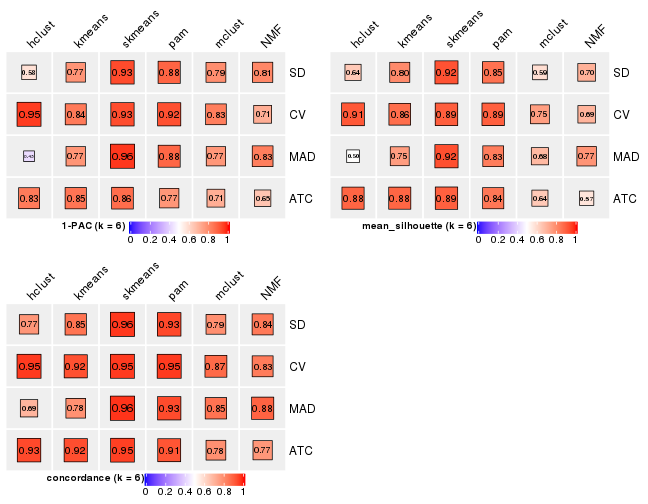 hclust kmeans skmeans pam mclust NMF
0.58 0.77 0.93 0.88 0.79 0.81 SD
0.95 0.84 0.93 0.92 0.83 0.71 CV
0.77 0.96 0.88 0.77 0.83 MAD
0.83 0.85 0.86 0.77 0.71 0.65 ATC
1-PAC (k = 6)
0 0.2 0.4 0.6 0.8 1
hclust kmeans skmeans pam mclust NMF
0.64 0.80 0.92 0.85 0.59 0.70 SD
0.91 0.86 0.89 0.89 0.75 0.69 CV
0.50 0.75 0.92 0.83 0.68 0.77 MAD
0.88 0.88 0.89 0.84 0.64 0.57 ATC
mean_silhouette (k = 6)
0 0.2 0.4 0.6 0.8 1
hclust kmeans skmeans pam mclust NMF
0.77 0.85 0.96 0.93 0.79 0.84 SD
0.95 0.92 0.95 0.95 0.87 0.83 CV
0.69 0.78 0.96 0.93 0.85 0.88 MAD
0.93 0.92 0.95 0.91 0.78 0.77 ATC
concordance (k = 6)
0 0.2 0.4 0.6 0.8 1